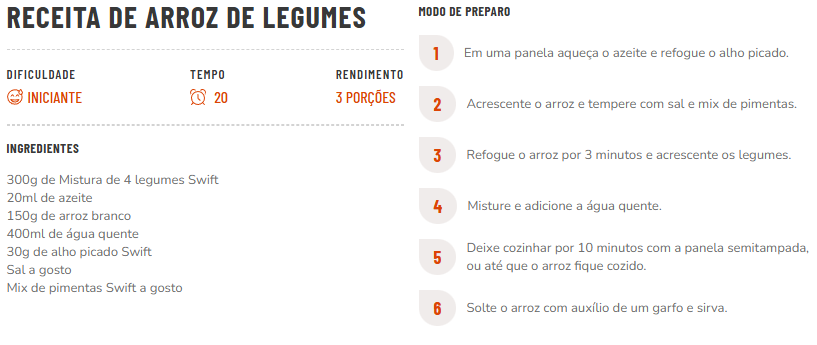 RECEITA DE ARROZ DE LEGUMES
DIFICULDADE
INICIANTE
TEMPO
20
RENDIMENTO
3 PORÇÕES
INGREDIENTES
300g de Mistura de 4 legumes Swift
20ml de azeite
150g de arroz branco
400ml de água quente
30g de alho picado Swift
Sal a gosto
Mix de pimentas Swift a gosto
MODO DE PREPARO
1 Em uma panela aqueça o azeite e refogue o alho picado.
2 Acrescente o arroz e tempere com sal e mix de pimentas.
3 Refogue o arroz por 3 minutos e acrescente os legumes.
4 Misture e adicione a água quente.
5 Deixe cozinhar por 10 minutos com a panela semitampada,
ou até que o arroz fique cozido.
6 Solte o arroz com auxílio de um garfo e sirva.